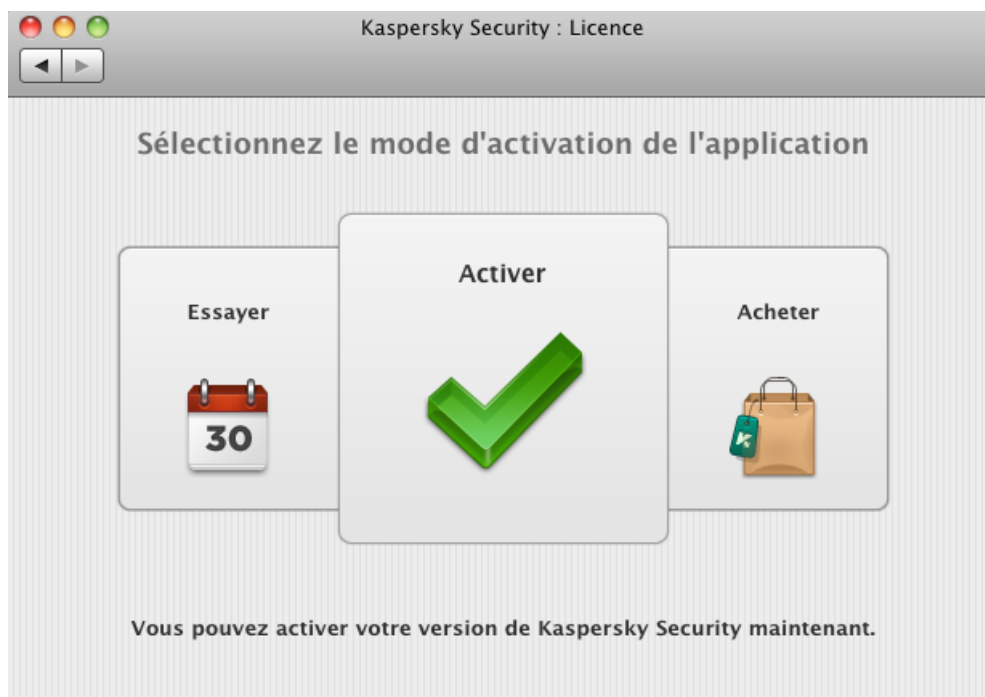 Kaspersky Security : Licence
Sélectionnez le mode d'activation de l'application
Essayer
Activer
Acheter
30
Vous pouvez activer votre version de Kaspersky Security maintenant.